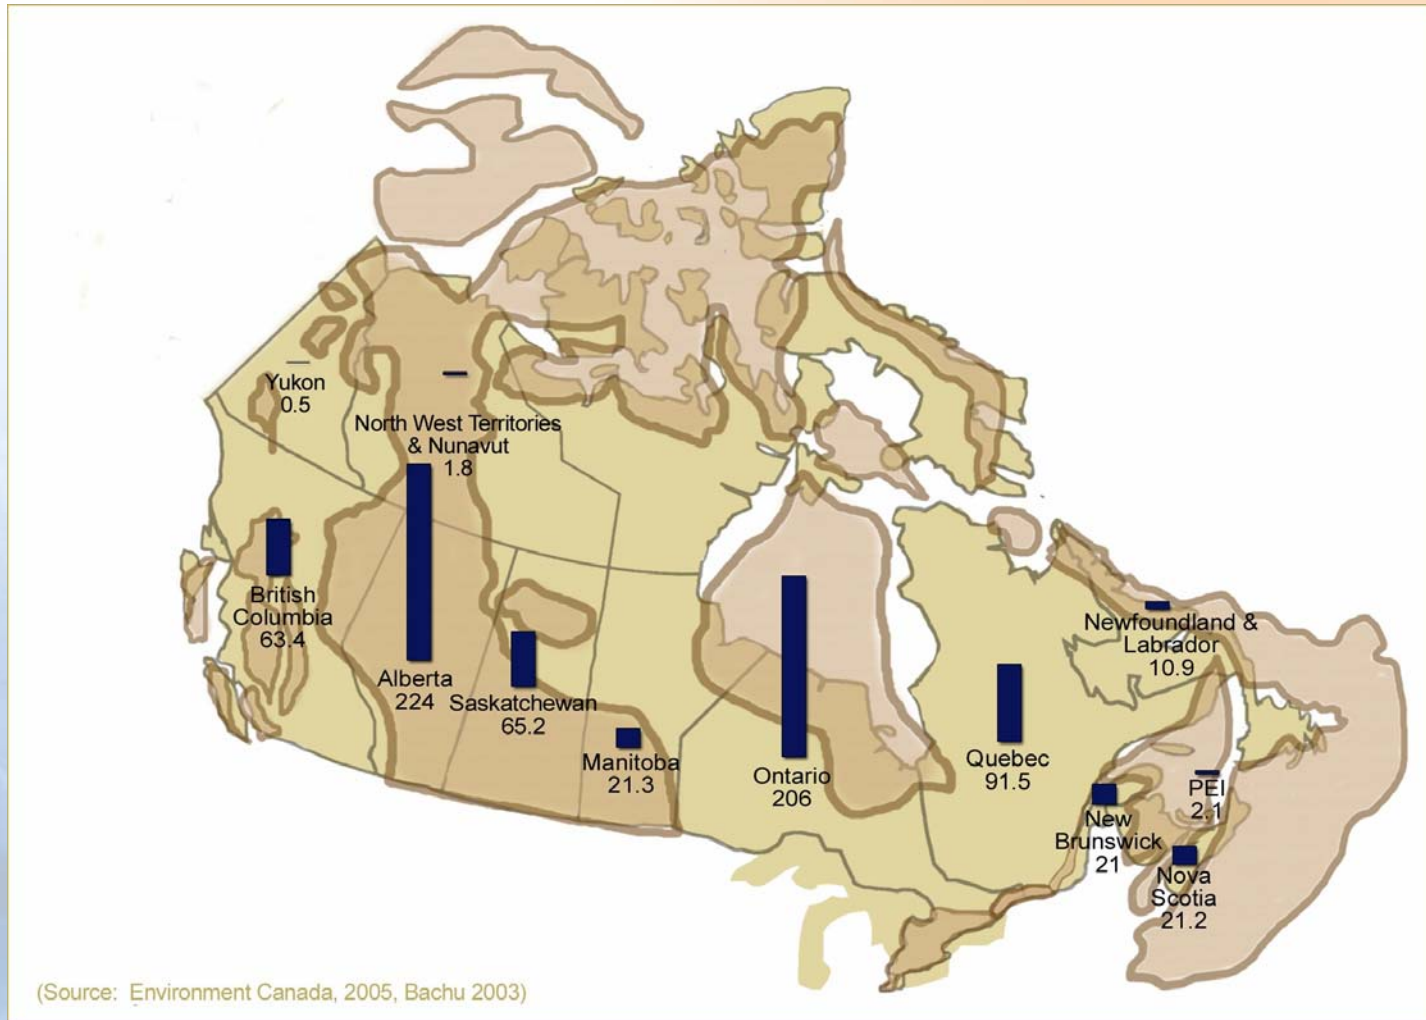 Yukon
0.5
North West Territories
& Nunavut
1.8
British
Columbia
63.4
Alberta
224
Saskatchewan
65.2
Manitoba
21.3
Ontario
206
Quebec
91.5
Newfoundland &
Labrador
10.9
PEI
2.1
New
Brunswick
21
Nova
Scotia
21.2
(Source: Environment Canada, 2005, Bachu 2003)